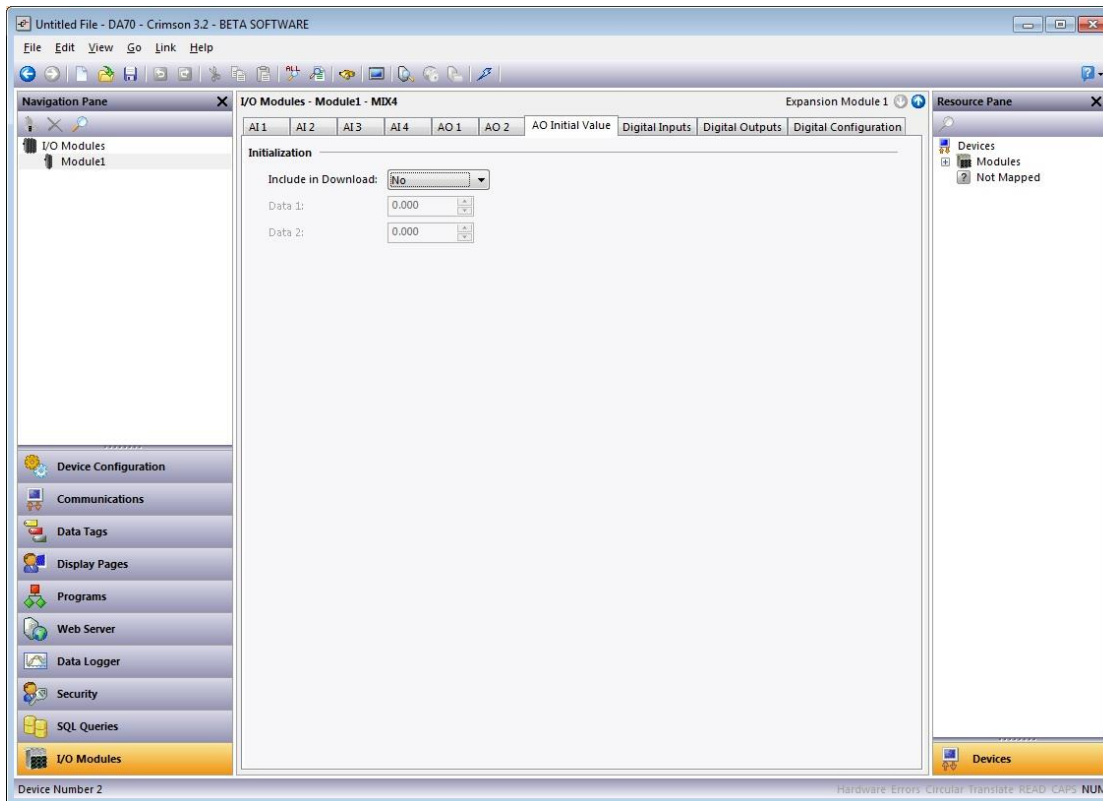 Untitled File - DA70 - Crimson 3.2 - BETA SOFTWARE
File Edit View Go Link Help
Navigation Pane
I/O Modules
Module1
Device Configuration
Communications
Data Tags
Display Pages
Programs
Web Server
Data Logger
Security
SQL Queries
I/O Modules
I/O Modules - Module1 - MIX4 Expansion Module 1
AI 1 AI 2 AI 3 AI 4 AO 1 AO 2 AO Initial Value Digital Inputs Digital Outputs Digital Configuration
Initialization
Include in Download: No
Data 1: 0.000
Data 2: 0.000
Resource Pane
Devices
Modules
Not Mapped
Devices
Device Number 2 Hardware Errors Circular Translate READ CAPS NUM